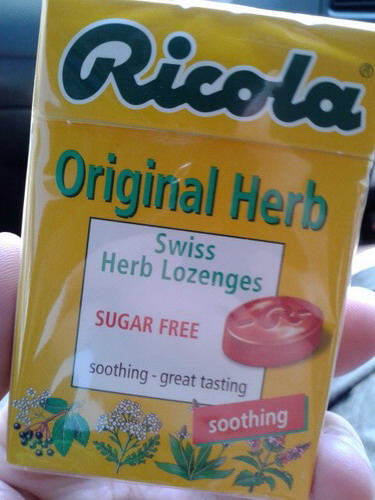 Ricola®
Original Herb
Swiss
Herb Lozenges
SUGAR FREE
soothing - great tasting
soothing